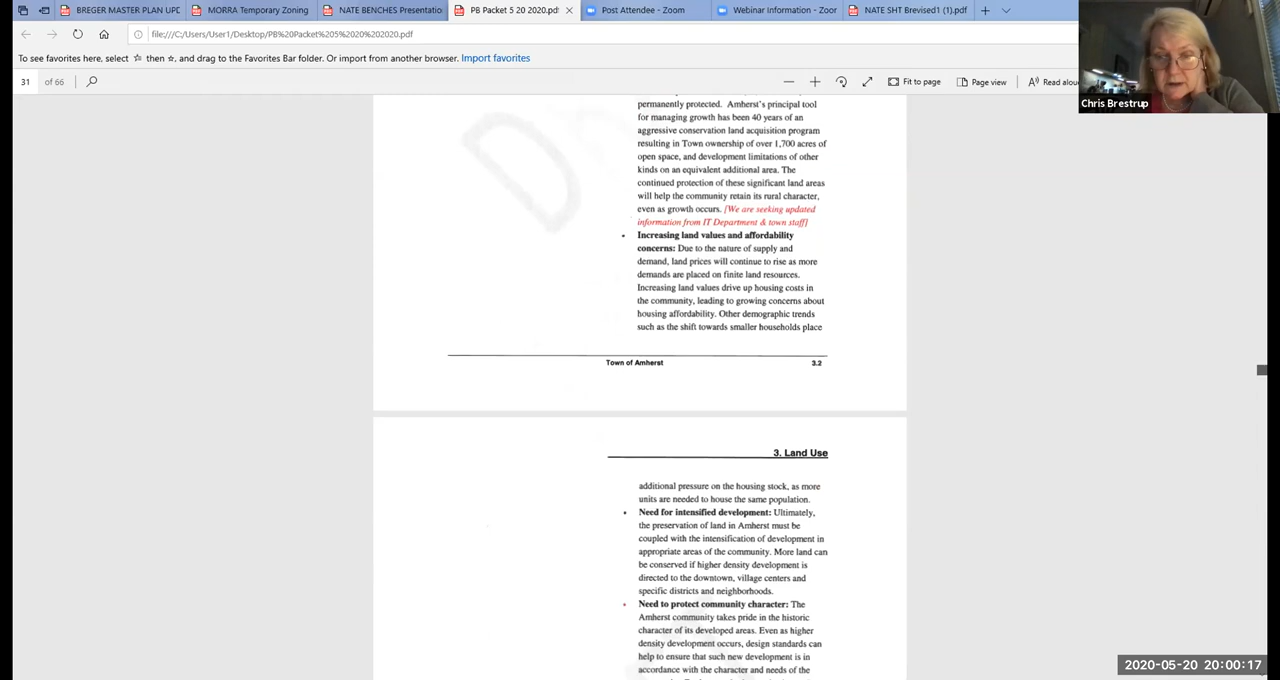 BREGER MASTER PLAN UPD
MORRA Temporary Zoning
NATE BENCHES Presentatio
PB Packet 5 20 2020.pdf
Post Attendee - Zoom
Webinar Information - Zoor
NATE SHT Brevised1 (1).pdf
file:///C:/Users/User1/Desktop/PB%20Packet%205%2020%202020.pdf
To see favorites here, select ☆ then ☆, and drag to the Favorites Bar folder. Or import from another browser. Import favorites
31 of 66
Fit to page
Page view
Read alou
Chris Brestrup
permanently protected. Amherst's principal tool
for managing growth has been 40 years of an
aggressive conservation land acquisition program
resulting in Town ownership of over 1,700 acres of
open space, and development limitations of other
kinds on an equivalent additional area. The
continued protection of these significant land areas
will help the community retain its rural character,
even as growth occurs. [We are seeking updated
information from IT Department & town staff]
• Increasing land values and affordability
concerns: Due to the nature of supply and
demand, land prices will continue to rise as more
demands are placed on finite land resources.
Increasing land values drive up housing costs in
the community, leading to growing concerns about
housing affordability. Other demographic trends
such as the shift towards smaller households place
Town of Amherst 3.2
3. Land Use
additional pressure on the housing stock, as more
units are needed to house the same population.
• Need for intensified development: Ultimately,
the preservation of land in Amherst must be
coupled with the intensification of development in
appropriate areas of the community. More land can
be conserved if higher density development is
directed to the downtown, village centers and
specific districts and neighborhoods.
• Need to protect community character: The
Amherst community takes pride in the historic
character of its developed areas. Even as higher
density development occurs, design standards can
help to ensure that such new development is in
accordance with the character and needs of the
2020-05-20 20:00:17